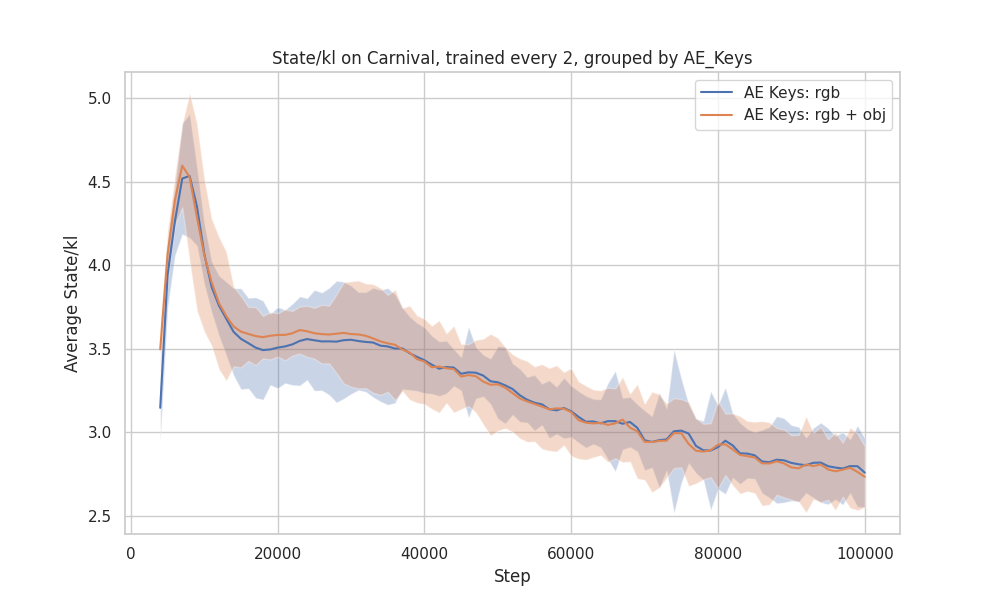 State/kl on Carnival, trained every 2, grouped by AE_Keys
AE Keys: rgb
AE Keys: rgb + obj
Average State/kl
5.0
4.5
4.0
3.5
3.0
2.5
0
20000
40000
60000
80000
100000
Step